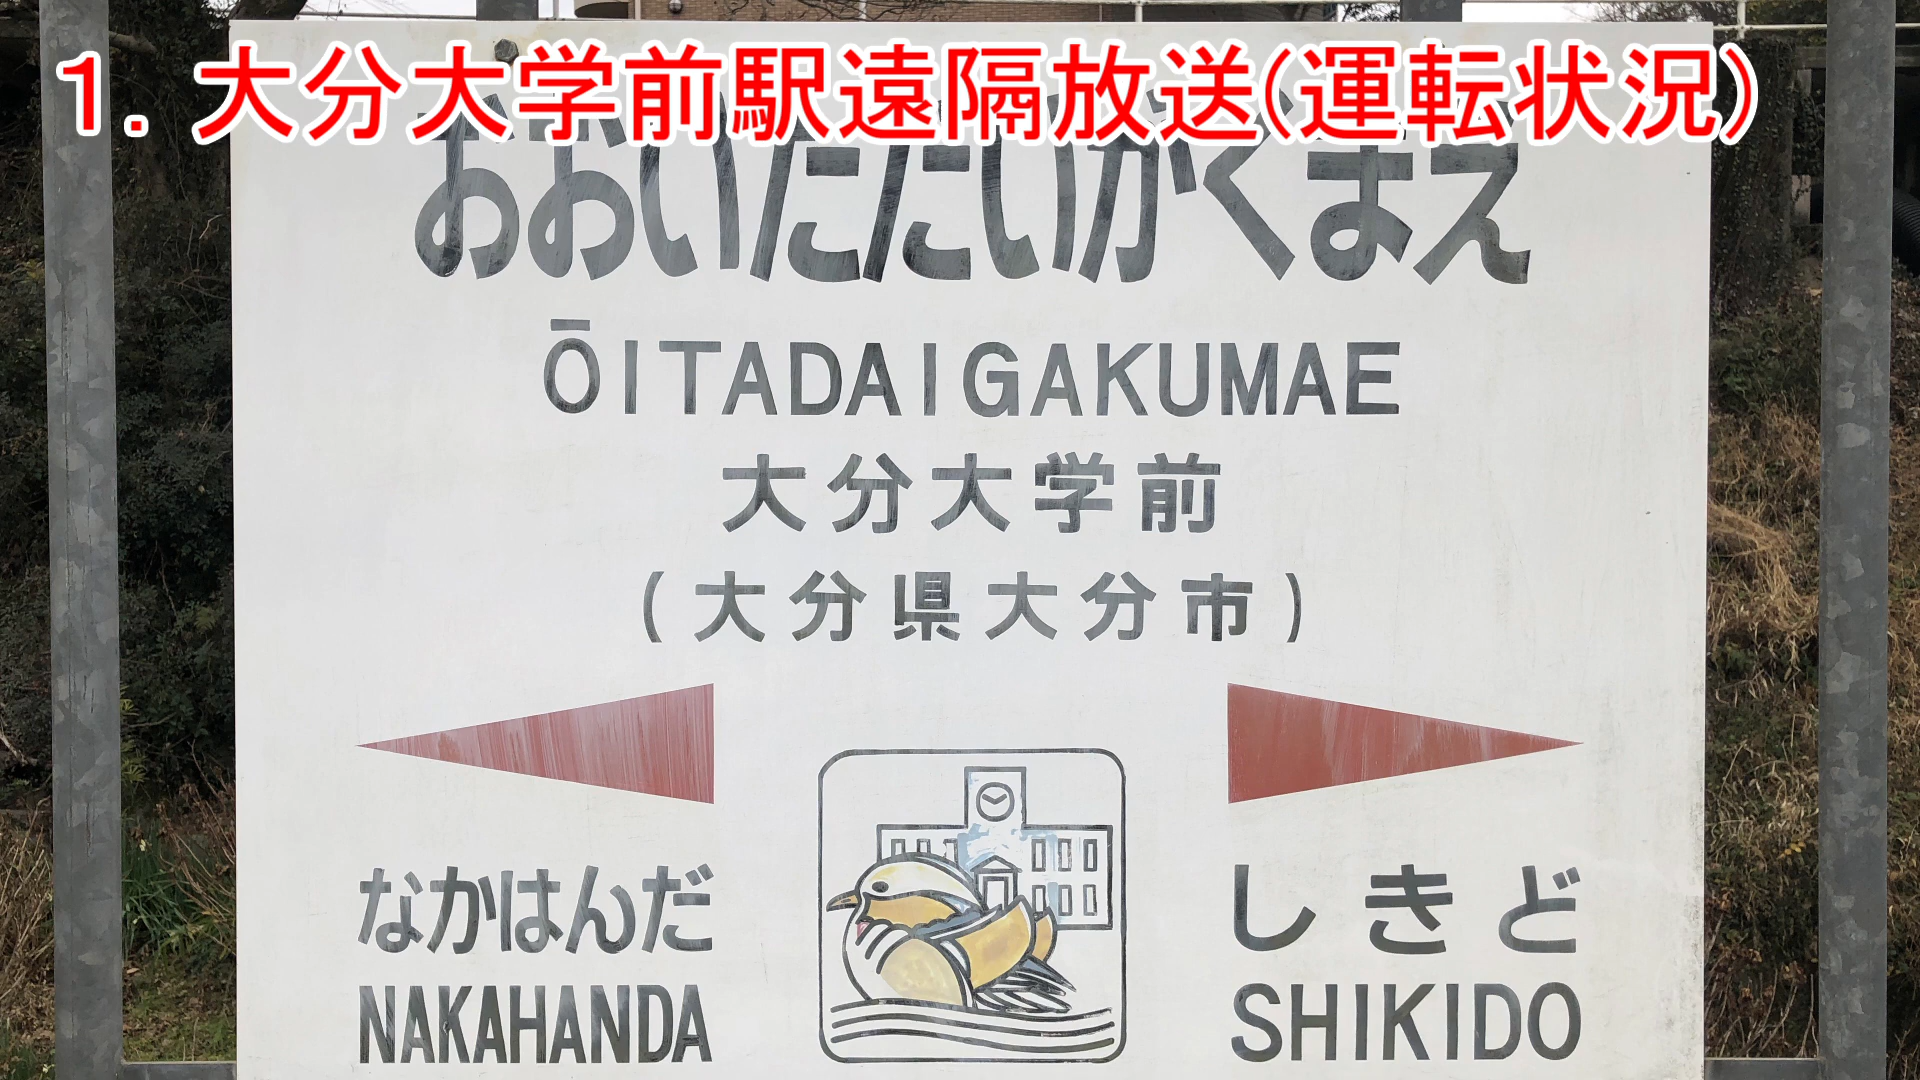 1. 大分大学前駅遠隔放送(運転状況)
おおいただいがくまえ
ŌITADAIGAKUMAE
大分大学前
(大分県大分市)
なかはんだ
しきど
NAKAHANDA
SHIKIDO